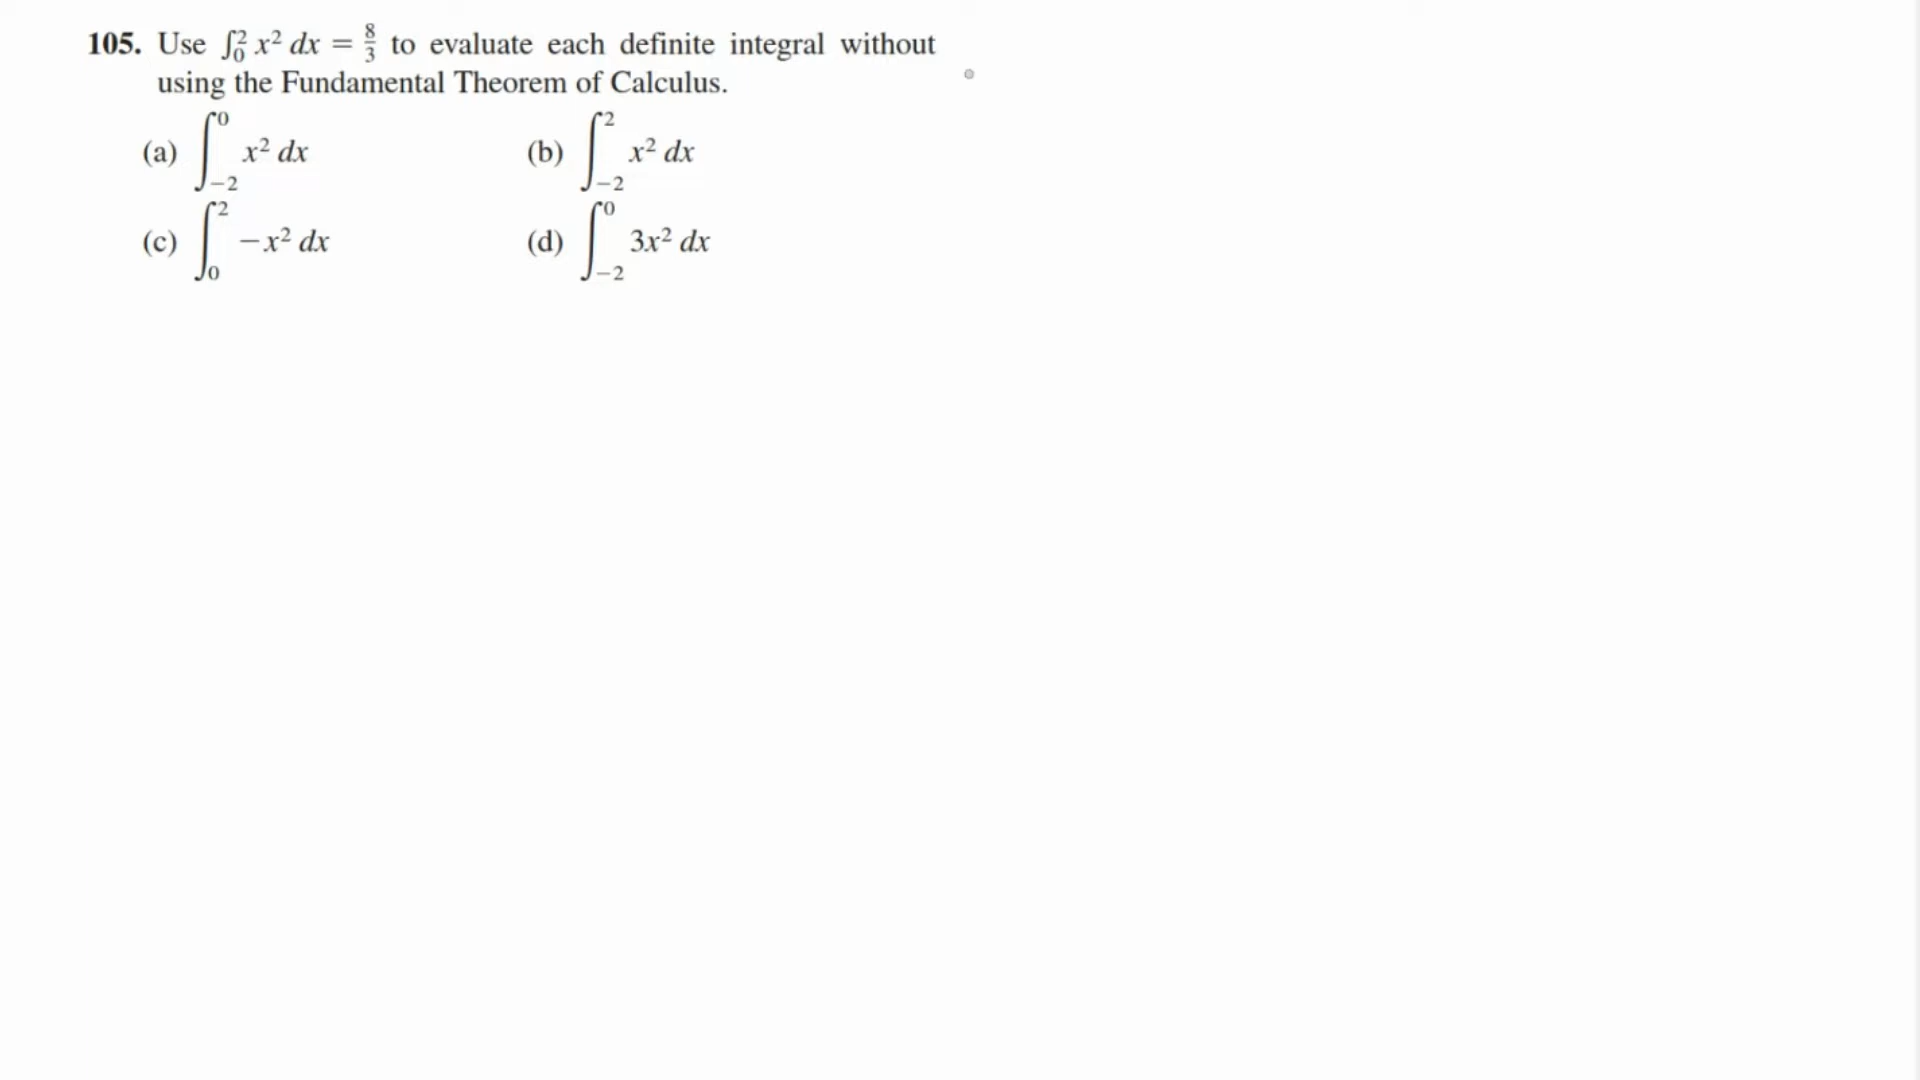 105. Use ∫₀² x² dx = 8/3 to evaluate each definite integral without
using the Fundamental Theorem of Calculus.
(a) ∫₋₂⁰ x² dx (b) ∫₋₂² x² dx
(c) ∫₀² −x² dx (d) ∫₋₂⁰ 3x² dx